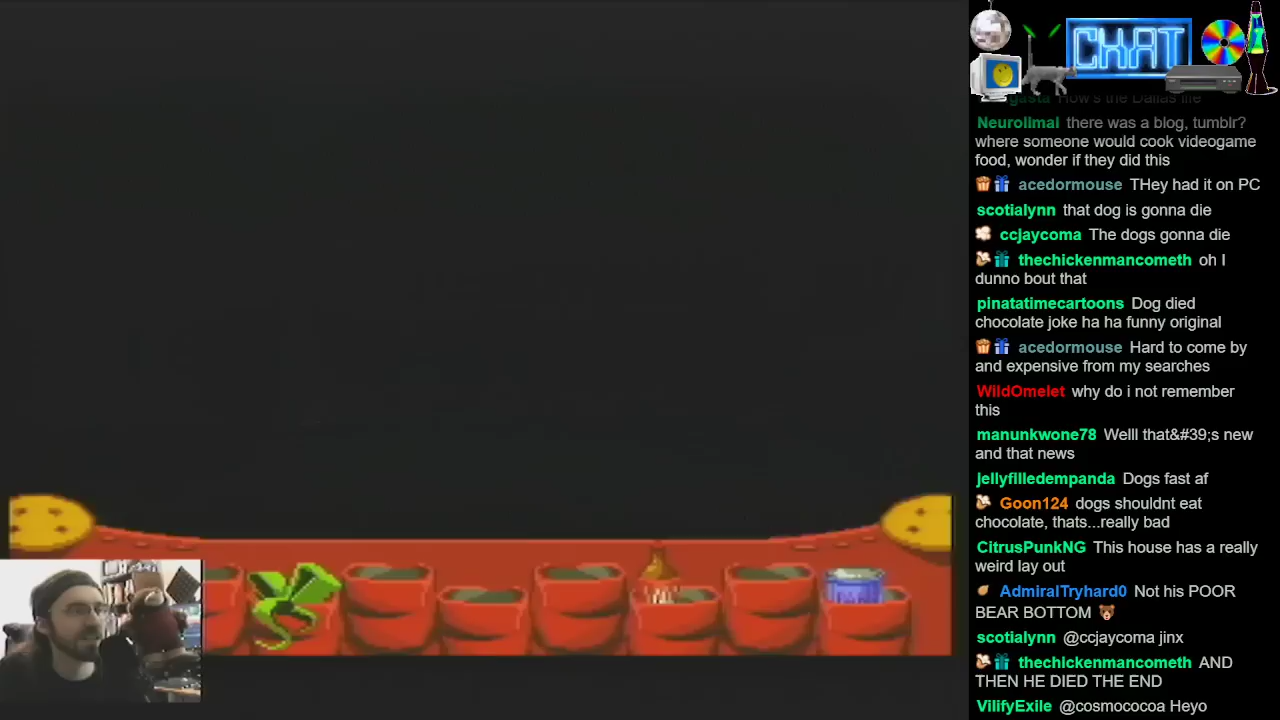 CHAT
gasta How's the Dallas life
Neurolimal there was a blog, tumblr?
where someone would cook videogame
food, wonder if they did this
acedormouse THey had it on PC
scotialynn that dog is gonna die
ccjaycoma The dogs gonna die
thechickenmancometh oh I
dunno bout that
pinatatimecartoons Dog died
chocolate joke ha ha funny original
acedormouse Hard to come by
and expensive from my searches
WildOmelet why do i not remember
this
manunkwone78 Welll that&#39;s new
and that news
jellyfilledempanda Dogs fast af
Goon124 dogs shouldnt eat
chocolate, thats...really bad
CitrusPunkNG This house has a really
weird lay out
AdmiralTryhard0 Not his POOR
BEAR BOTTOM
scotialynn @ccjaycoma jinx
thechickenmancometh AND
THEN HE DIED THE END
VilifyExile @cosmococoa Heyo